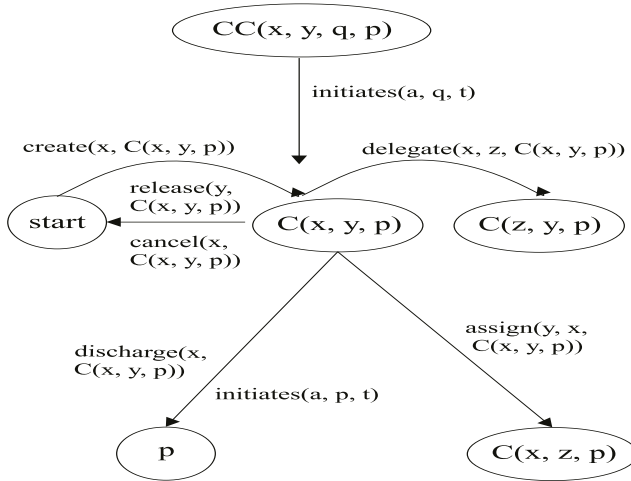 CC(x, y, q, p)
initiates(a, q, t)
create(x, C(x, y, p))
delegate(x, z, C(x, y, p))
release(y,
C(x, y, p))
start
C(x, y, p)
C(z, y, p)
cancel(x,
C(x, y, p))
discharge(x,
C(x, y, p))
assign(y, x,
C(x, y, p))
initiates(a, p, t)
p
C(x, z, p)